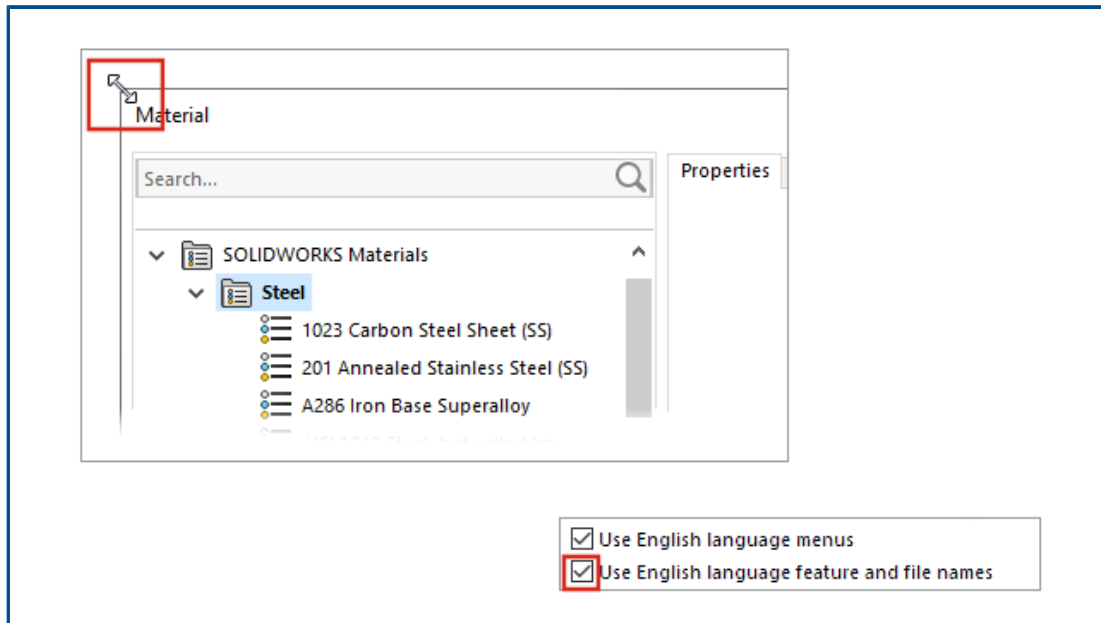 Material
Search...
Properties
SOLIDWORKS Materials
Steel
1023 Carbon Steel Sheet (SS)
201 Annealed Stainless Steel (SS)
A286 Iron Base Superalloy
Use English language menus
Use English language feature and file names